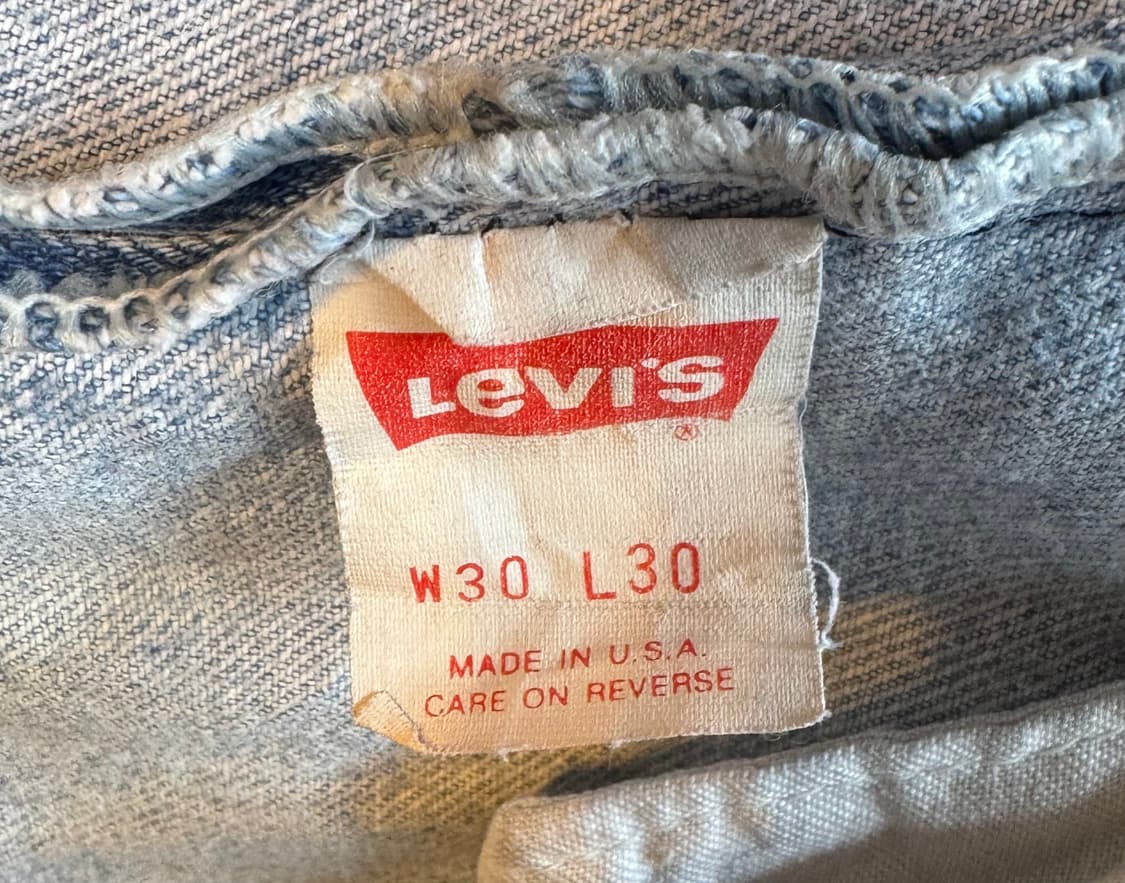 LeVI'S
®
W30 L30
MADE IN U.S.A.
CARE ON REVERSE